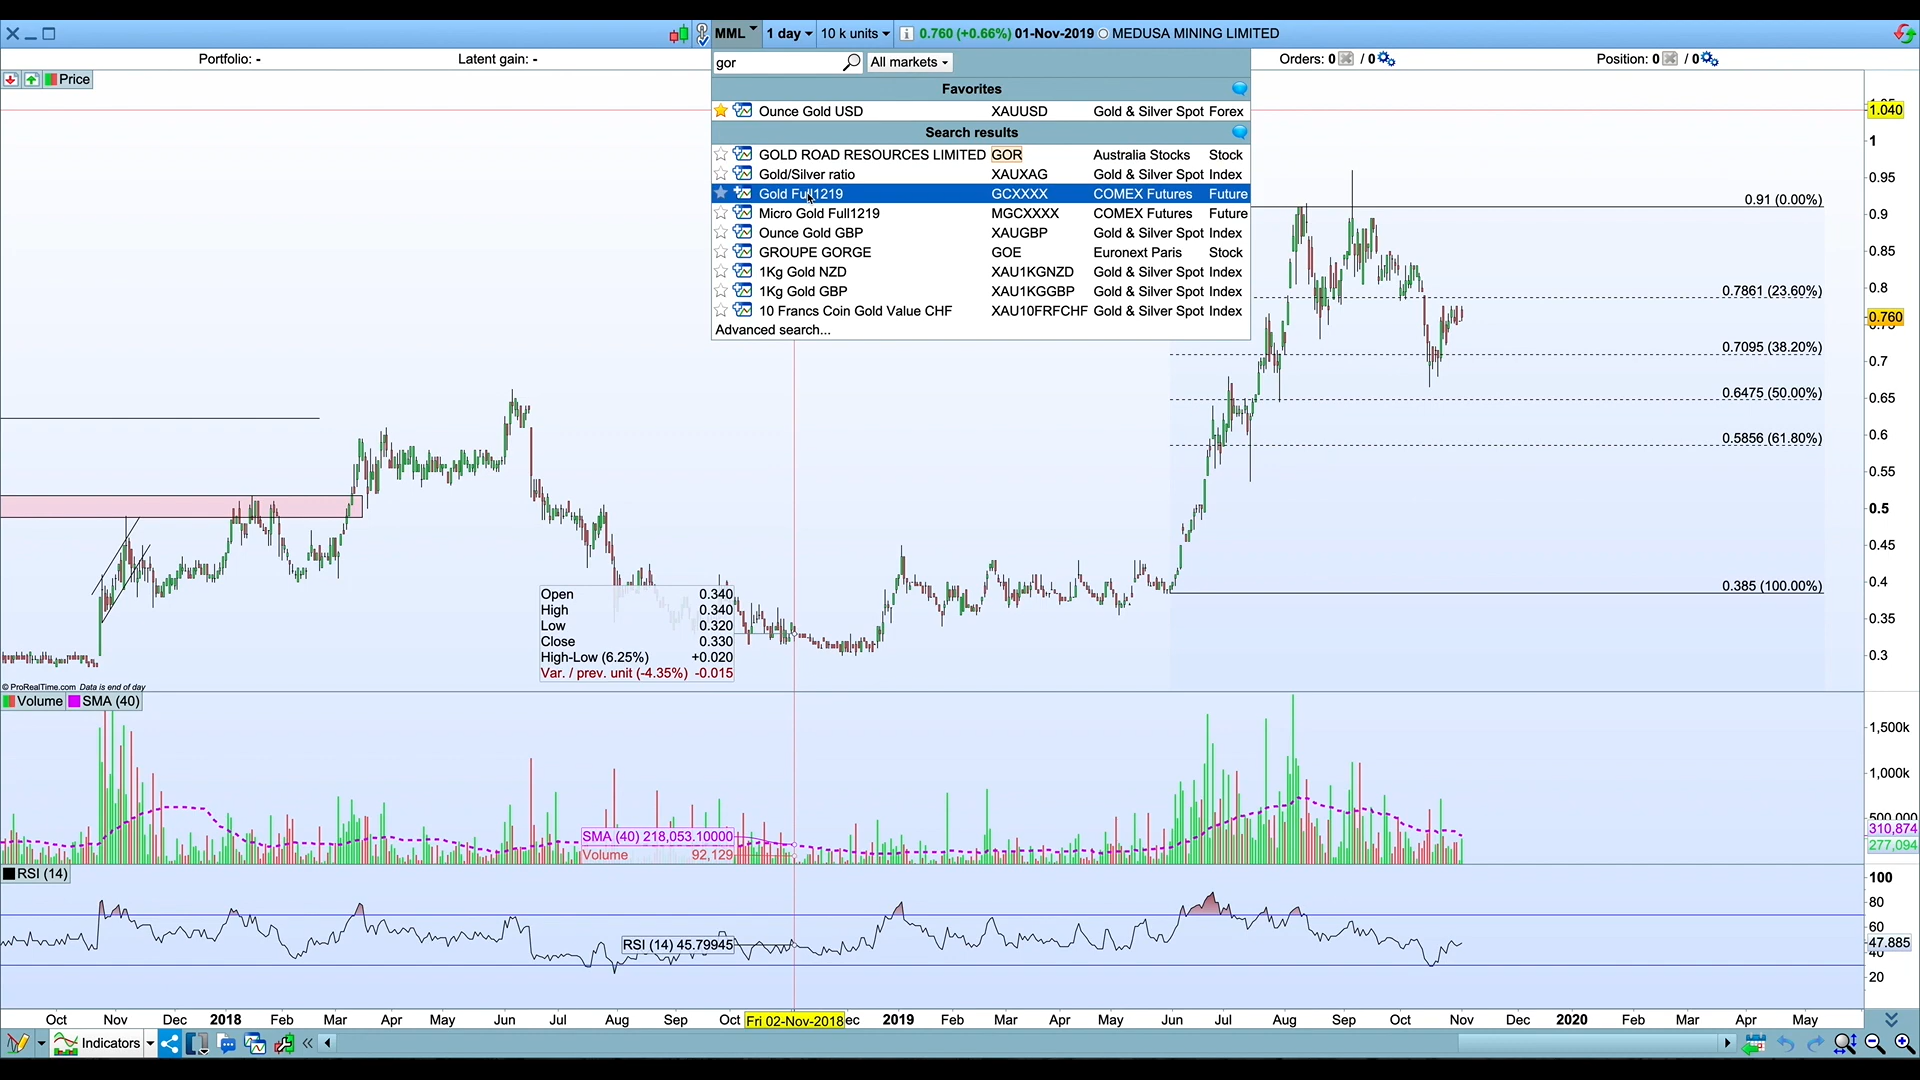 MML 1 day 10 k units 0.760 (+0.66%) 01-Nov-2019 MEDUSA MINING LIMITED
Portfolio: - Latent gain: - gor All markets Orders: 0 / 0 Position: 0 / 0
Price
Favorites
Ounce Gold USD XAUUSD Gold & Silver Spot Forex
Search results
GOLD ROAD RESOURCES LIMITED GOR Australia Stocks Stock
Gold/Silver ratio XAUXAG Gold & Silver Spot Index
Gold Full1219 GCXXXX COMEX Futures Future
Micro Gold Full1219 MGCXXXX COMEX Futures Future
Ounce Gold GBP XAUGBP Gold & Silver Spot Index
GROUPE GORGE GOE Euronext Paris Stock
1Kg Gold NZD XAU1KGNZD Gold & Silver Spot Index
1Kg Gold GBP XAU1KGGBP Gold & Silver Spot Index
10 Francs Coin Gold Value CHF XAU10FRFCHF Gold & Silver Spot Index
Advanced search...
0.91 (0.00%)
0.7861 (23.60%)
0.7095 (38.20%)
0.6475 (50.00%)
0.5856 (61.80%)
0.385 (100.00%)
1.040
1
0.95
0.9
0.85
0.8
0.760
0.7
0.65
0.6
0.55
0.5
0.45
0.4
0.35
0.3
Open 0.340
High 0.340
Low 0.320
Close 0.330
High-Low (6.25%) +0.020
Var. / prev. unit (-4.35%) -0.015
© ProRealTime.com Data is end of day
Volume SMA (40)
1,500k
1,000k
500,000
310,874
277,094
SMA (40) 218,053.10000
Volume 92,129
RSI (14)
100
80
60
47.885
40
20
RSI (14) 45.79945
Oct Nov Dec 2018 Feb Mar Apr May Jun Jul Aug Sep Oct Fri 02-Nov-2018 ec 2019 Feb Mar Apr May Jun Jul Aug Sep Oct Nov Dec 2020 Feb Mar Apr May
Indicators